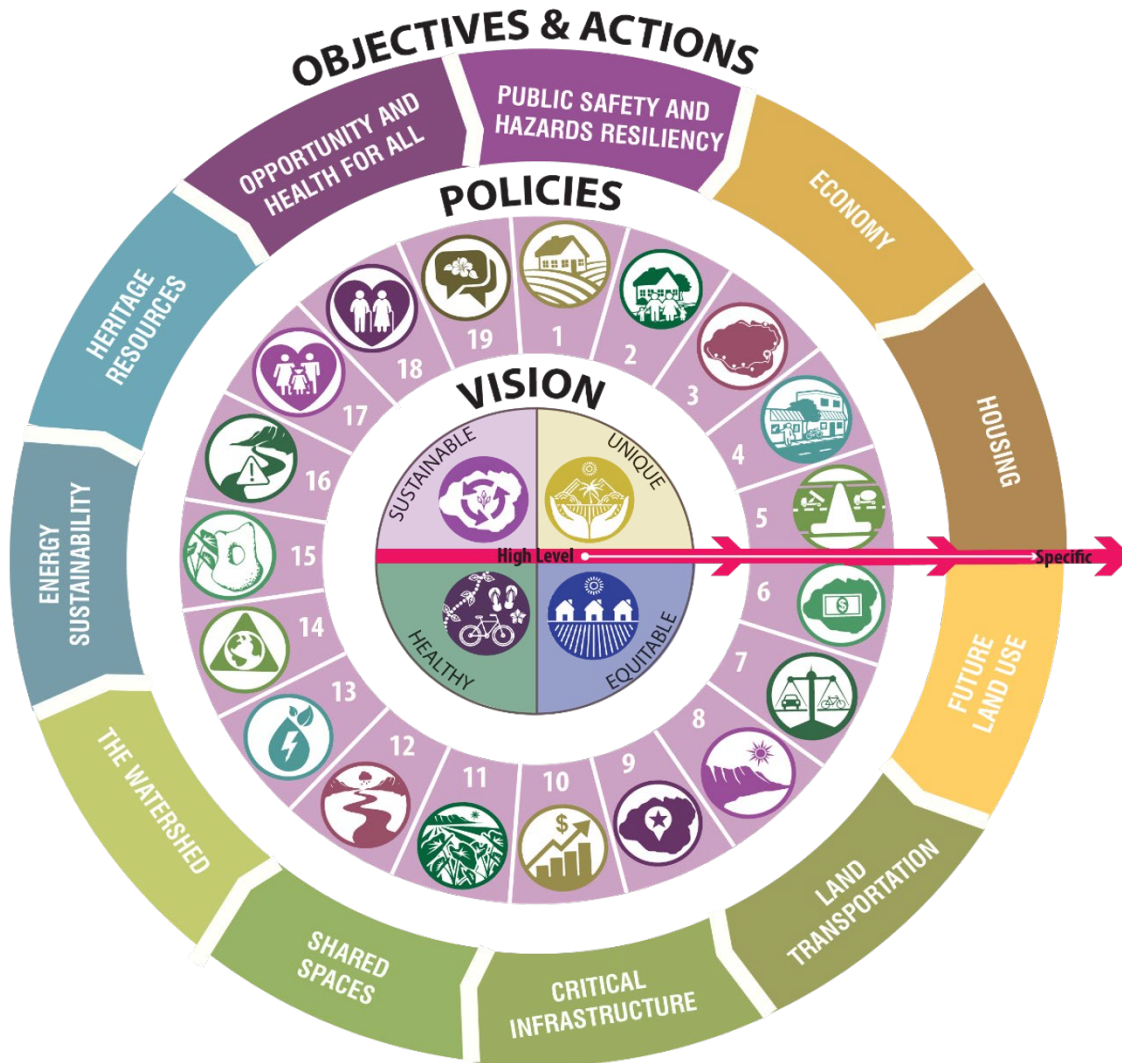 OBJECTIVES & ACTIONS
PUBLIC SAFETY AND
HAZARDS RESILIENCY
ECONOMY
HOUSING
FUTURE
LAND USE
LAND
TRANSPORTATION
CRITICAL
INFRASTRUCTURE
SHARED
SPACES
THE WATERSHED
ENERGY
SUSTAINABILITY
HERITAGE
RESOURCES
OPPORTUNITY AND
HEALTH FOR ALL
POLICIES
1
2
3
4
5
6
$
7
8
9
10
$
11
12
13
14
15
16
17
18
19
VISION
SUSTAINABLE
UNIQUE
High Level
Specific
HEALTHY
EQUITABLE